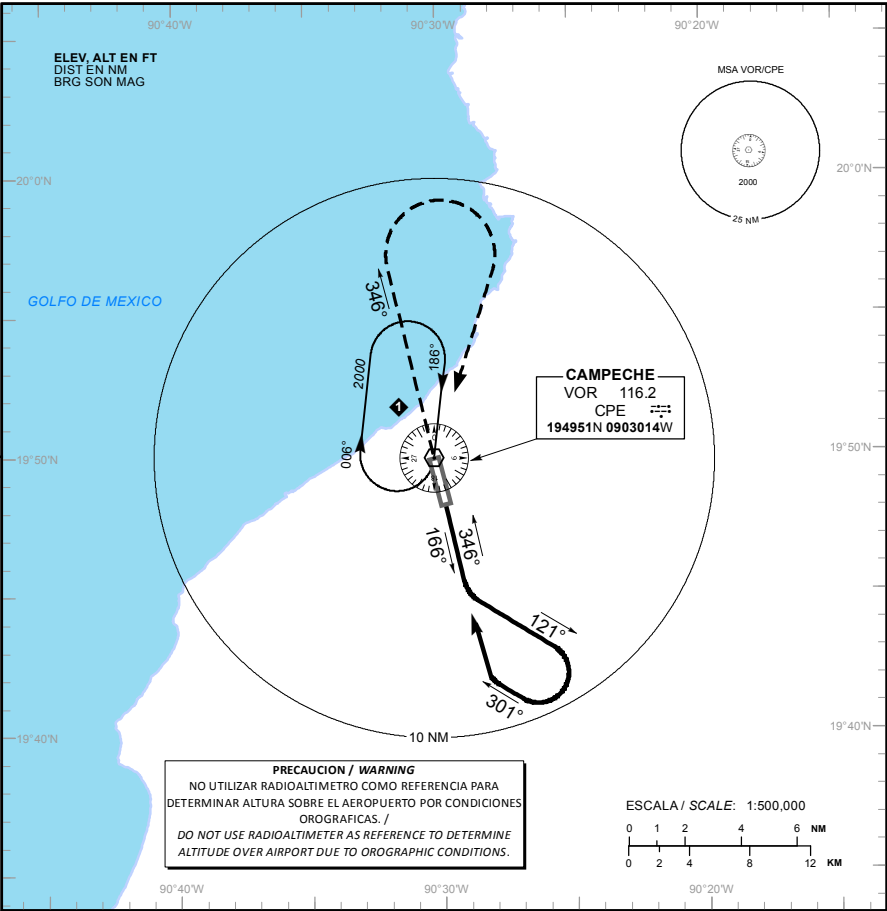 90°40'W
90°30'W
90°20'W
ELEV, ALT EN FT
DIST EN NM
BRG SON MAG
MSA VOR/CPE
2000
25 NM
20°0'N
20°0'N
GOLFO DE MEXICO
346°
2000
186°
006°
1
CAMPECHE
VOR 116.2
CPE
194951N 0903014W
19°50'N
19°50'N
27
9
166°
346°
121°
301°
10 NM
19°40'N
19°40'N
PRECAUCION / WARNING
NO UTILIZAR RADIOALTIMETRO COMO REFERENCIA PARA
DETERMINAR ALTURA SOBRE EL AEROPUERTO POR CONDICIONES
OROGRAFICAS. /
DO NOT USE RADIOALTIMETER AS REFERENCE TO DETERMINE
ALTITUDE OVER AIRPORT DUE TO OROGRAPHIC CONDITIONS.
ESCALA / SCALE: 1:500,000
0 1 2 4 6 NM
0 2 4 8 12 KM
90°40'W
90°30'W
90°20'W